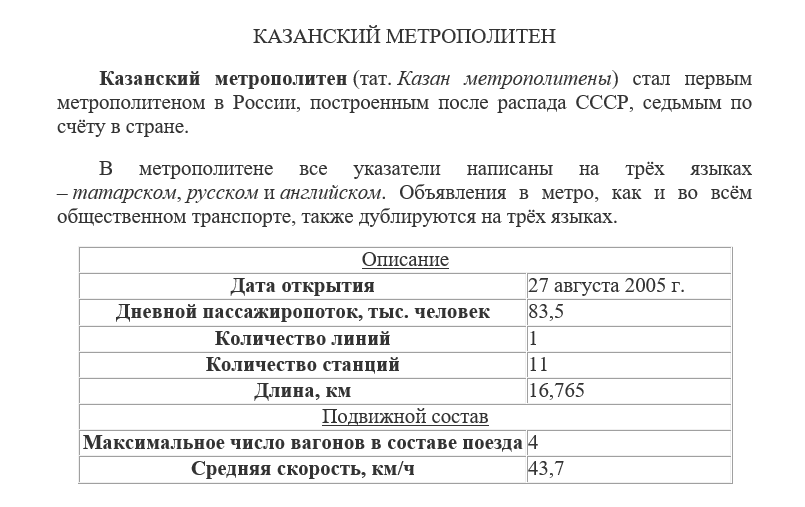 КАЗАНСКИЙ МЕТРОПОЛИТЕН
Казанский метрополитен (тат. Казан метрополитены) стал первым
метрополитеном в России, построенным после распада СССР, седьмым по
счёту в стране.
В метрополитене все указатели написаны на трёх языках
– татарском, русском и английском. Объявления в метро, как и во всём
общественном транспорте, также дублируются на трёх языках.
Описание
Дата открытия 27 августа 2005 г.
Дневной пассажиропоток, тыс. человек 83,5
Количество линий 1
Количество станций 11
Длина, км 16,765
Подвижной состав
Максимальное число вагонов в составе поезда 4
Средняя скорость, км/ч 43,7